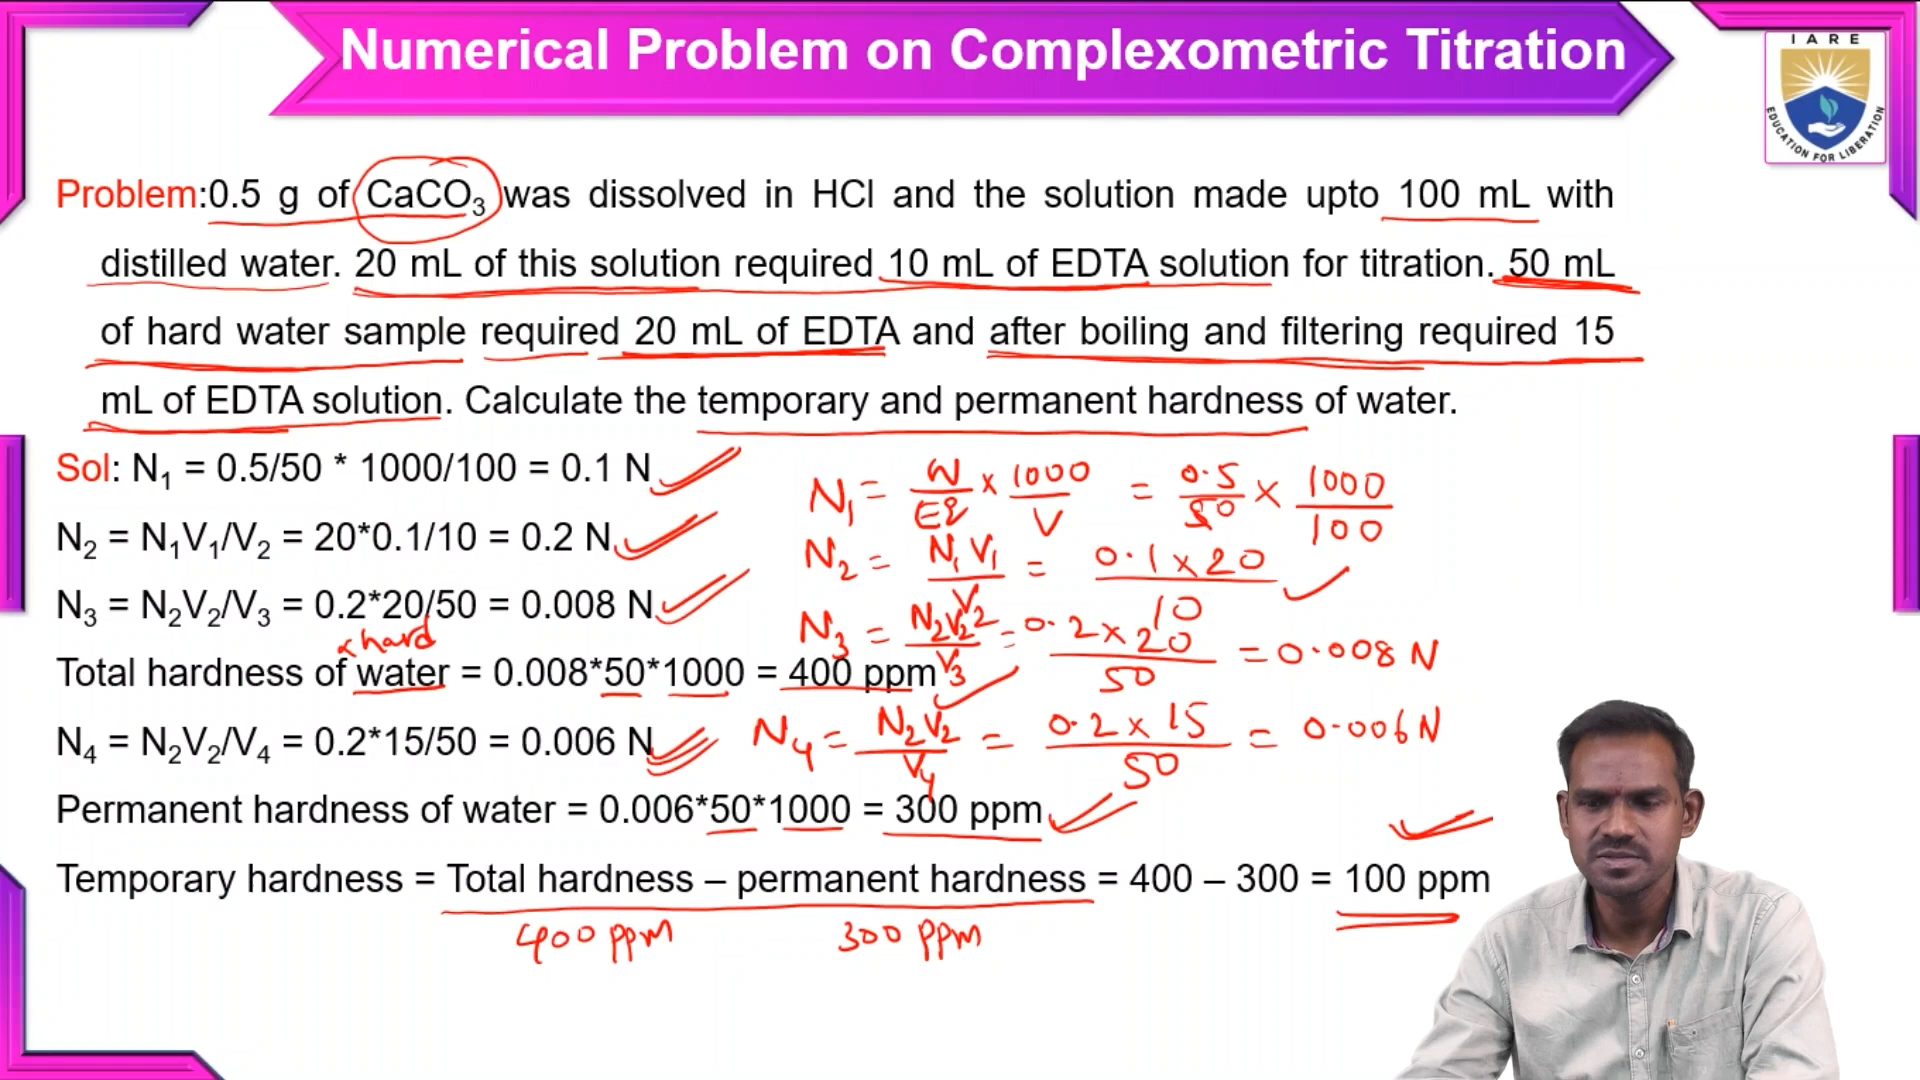 Numerical Problem on Complexometric Titration
IARE
EDUCATION FOR LIBERATION
Problem:0.5 g of CaCO₃ was dissolved in HCl and the solution made upto 100 mL with
distilled water. 20 mL of this solution required 10 mL of EDTA solution for titration. 50 mL
of hard water sample required 20 mL of EDTA and after boiling and filtering required 15
mL of EDTA solution. Calculate the temporary and permanent hardness of water.
Sol: N₁ = 0.5/50 * 1000/100 = 0.1 N
N₁ = W/Eq × 1000/V = 0.5/50 × 1000/100
N₂ = N₁V₁/V₂ = 20*0.1/10 = 0.2 N
N₂ = N₁V₁/V₂ = 0.1×20/10
N₃ = N₂V₂/V₃ = 0.2*20/50 = 0.008 N
N₃ = N₂V₂/V₃ = 0.2×20/50 = 0.008 N
hard
Total hardness of water = 0.008*50*1000 = 400 ppm
N₄ = N₂V₂/V₄ = 0.2*15/50 = 0.006 N
N₄ = N₂V₂/V₄ = 0.2×15/50 = 0.006 N
Permanent hardness of water = 0.006*50*1000 = 300 ppm
Temporary hardness = Total hardness – permanent hardness = 400 – 300 = 100 ppm
400 ppm 300 ppm